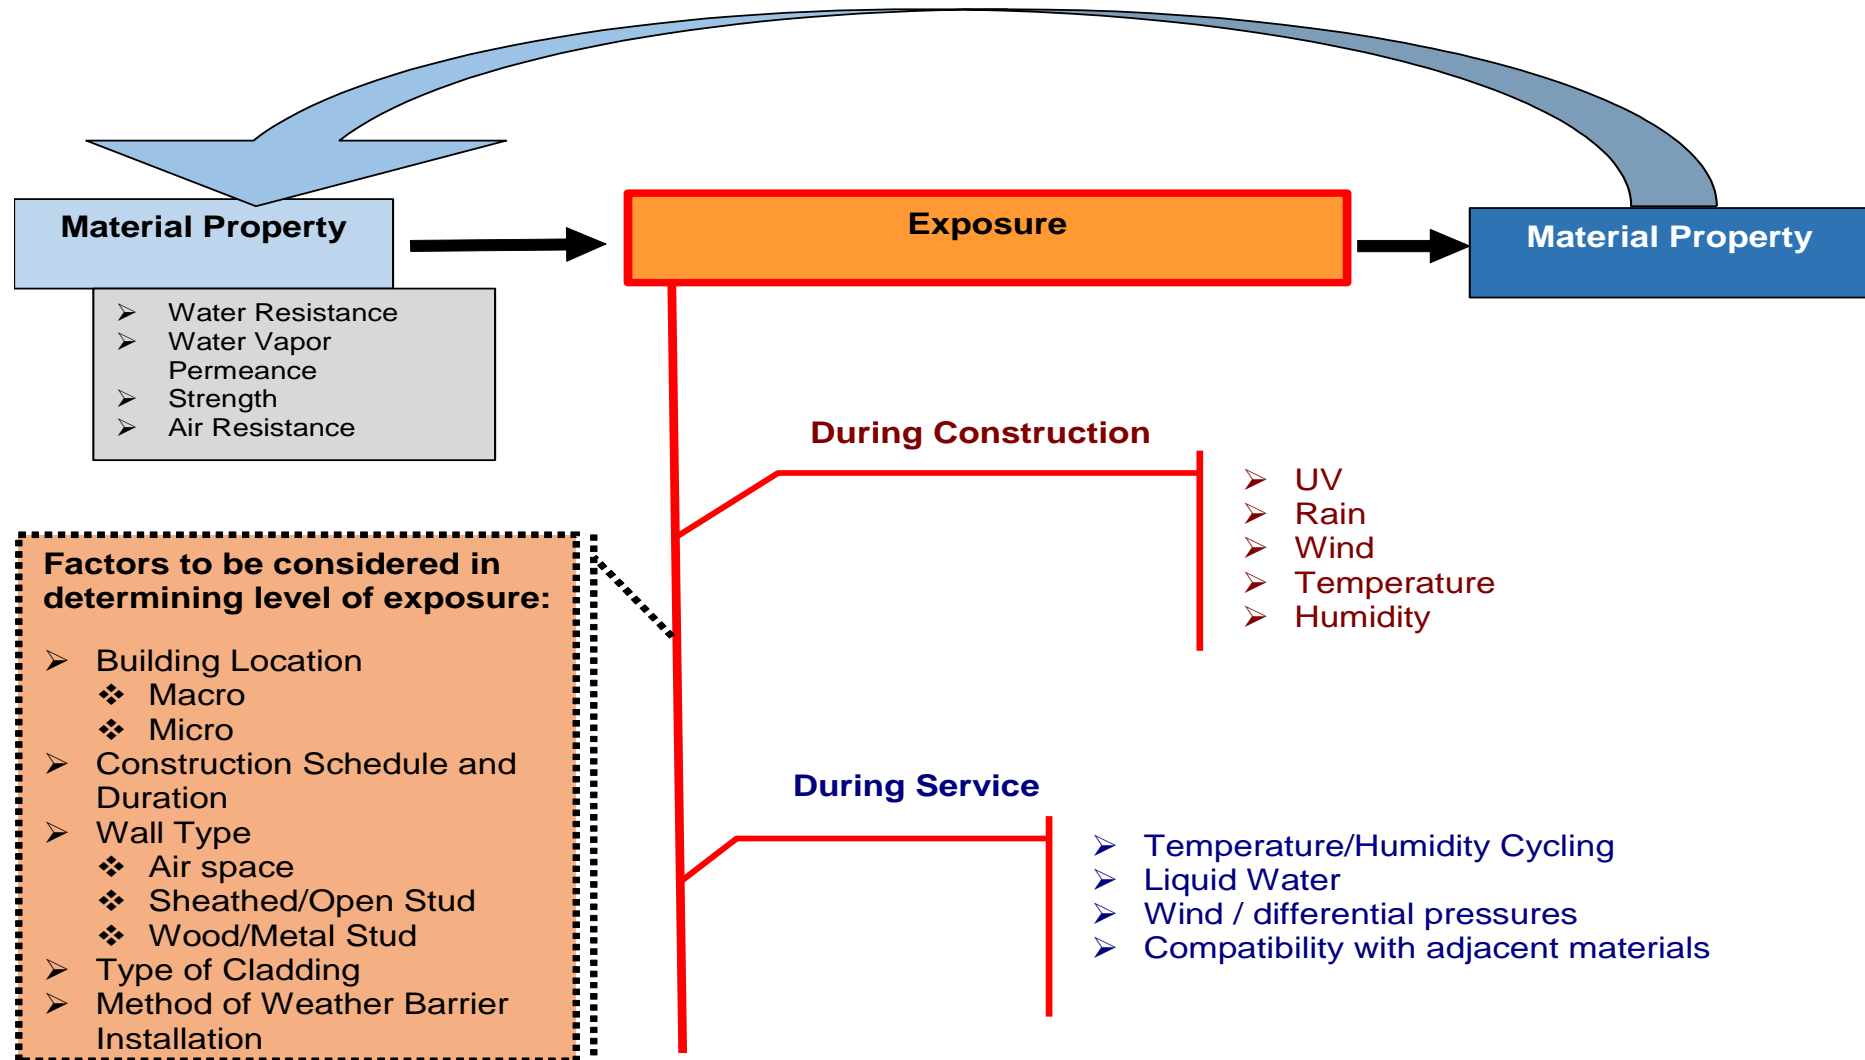 Material Property
Exposure
Material Property
➢ Water Resistance
➢ Water Vapor
Permeance
➢ Strength
➢ Air Resistance
During Construction
➢ UV
➢ Rain
➢ Wind
➢ Temperature
➢ Humidity
Factors to be considered in
determining level of exposure:
➢ Building Location
❖ Macro
❖ Micro
➢ Construction Schedule and
Duration
➢ Wall Type
❖ Air space
❖ Sheathed/Open Stud
❖ Wood/Metal Stud
➢ Type of Cladding
➢ Method of Weather Barrier
Installation
During Service
➢ Temperature/Humidity Cycling
➢ Liquid Water
➢ Wind / differential pressures
➢ Compatibility with adjacent materials